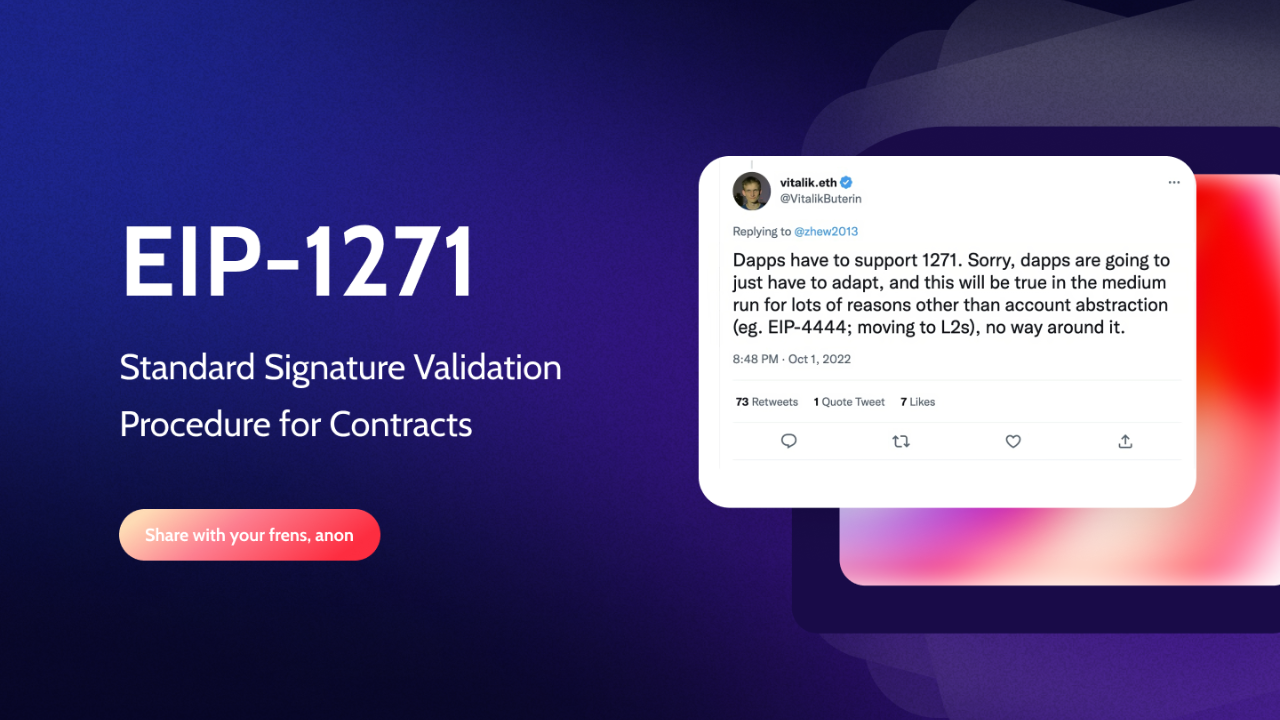 EIP-1271
Standard Signature Validation
Procedure for Contracts
Share with your frens, anon
vitalik.eth
@VitalikButerin
Replying to @zhew2013
Dapps have to support 1271. Sorry, dapps are going to
just have to adapt, and this will be true in the medium
run for lots of reasons other than account abstraction
(eg. EIP-4444; moving to L2s), no way around it.
8:48 PM · Oct 1, 2022
73 Retweets 1 Quote Tweet 7 Likes